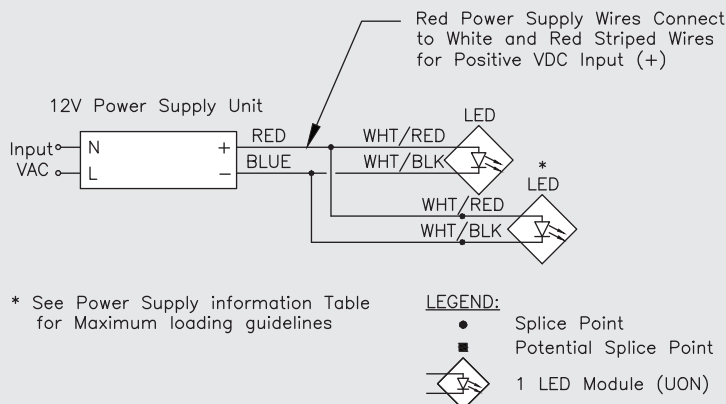 Red Power Supply Wires Connect
to White and Red Striped Wires
for Positive VDC Input (+)
12V Power Supply Unit
LED
RED
WHT/RED
Input
N
+
BLUE
WHT/BLK
VAC
L
−
*
LED
WHT/RED
WHT/BLK
* See Power Supply information Table
for Maximum loading guidelines
LEGEND:
Splice Point
Potential Splice Point
1 LED Module (UON)